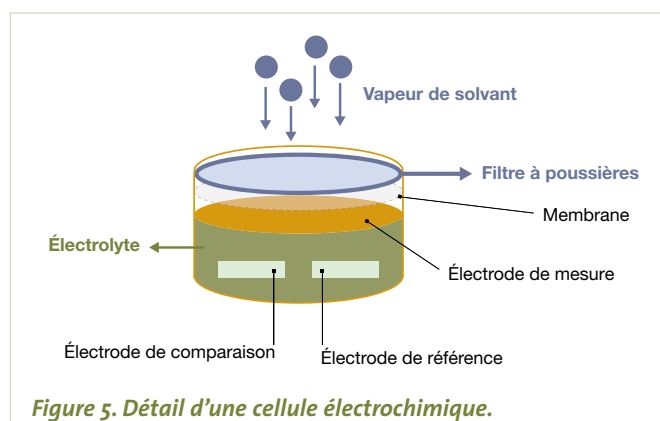 Vapeur de solvant
Filtre à poussières
Membrane
Électrolyte
Électrode de mesure
Électrode de comparaison
Électrode de référence
Figure 5. Détail d'une cellule électrochimique.